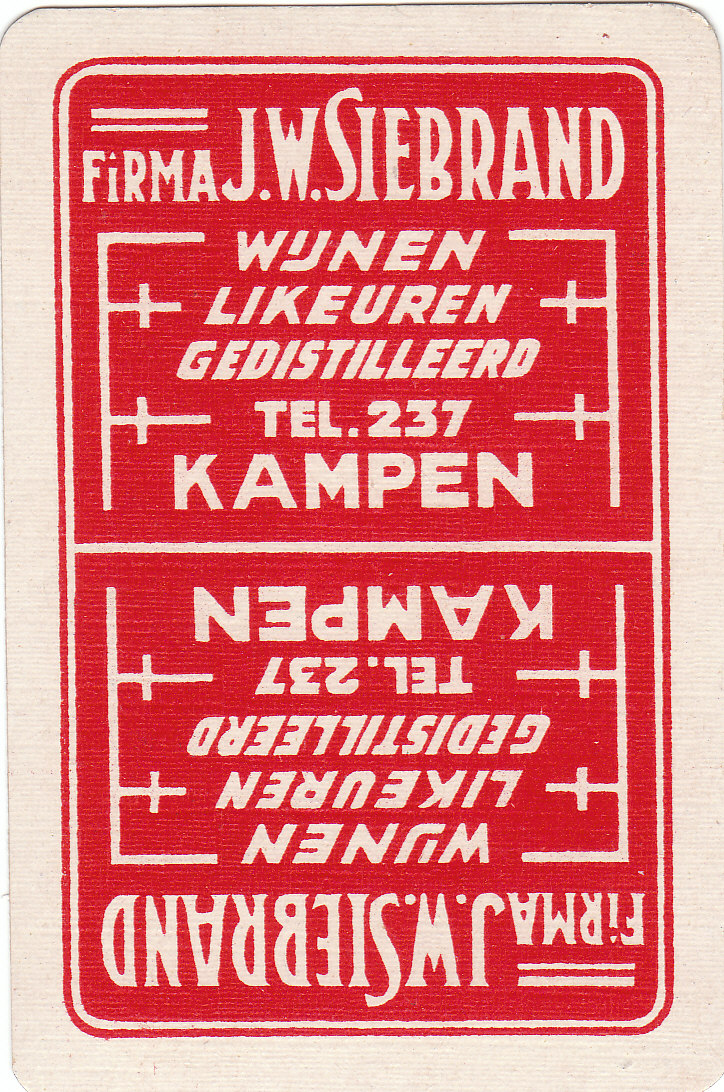 FiRMA J.W. SIEBRAND
WIJNEN
LIKEUREN
GEDISTILLEERD
TEL. 237
KAMPEN
KAMPEN
TEL. 237
GEDISTILLEERD
LIKEUREN
WIJNEN
FiRMA J.W. SIEBRAND